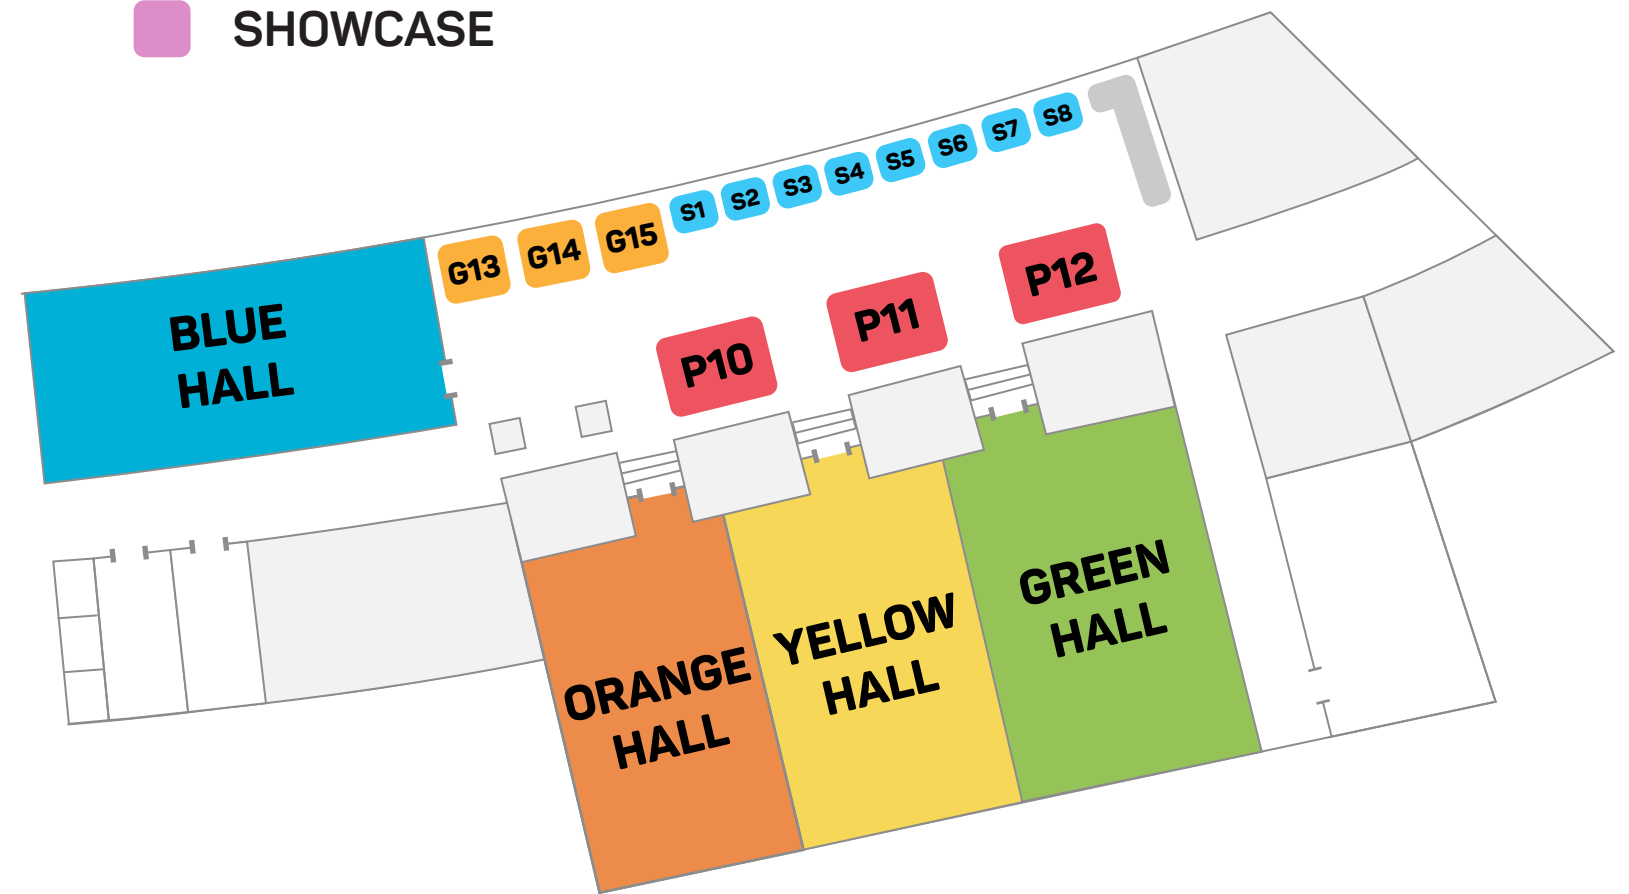 SHOWCASE
G13
G14
G15
S1
S2
S3
S4
S5
S6
S7
S8
P10
P11
P12
BLUE
HALL
ORANGE
HALL
YELLOW
HALL
GREEN
HALL